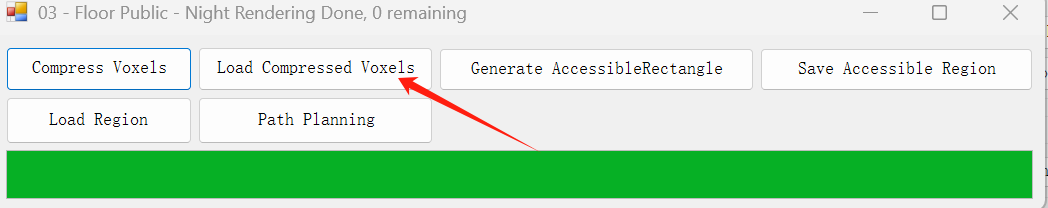 03 - Floor Public - Night Rendering Done, 0 remaining
Compress Voxels Load Compressed Voxels Generate AccessibleRectangle Save Accessible Region
Load Region Path Planning